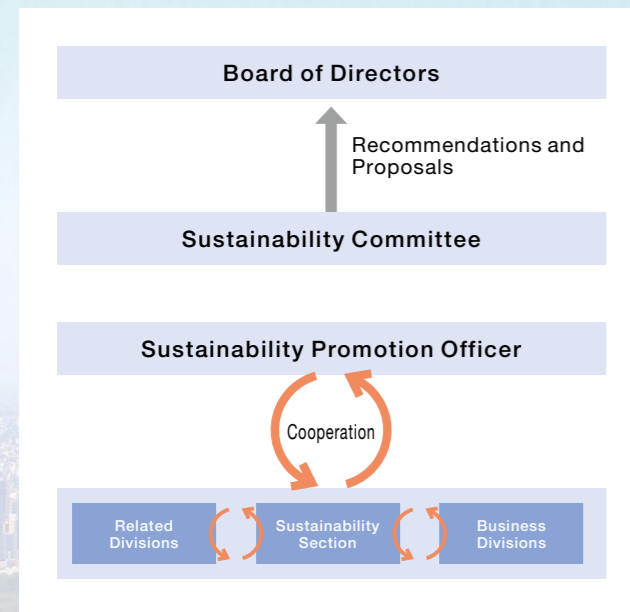 Board of Directors
Recommendations and
Proposals
Sustainability Committee
Sustainability Promotion Officer
Cooperation
Related
Divisions
Sustainability
Section
Business
Divisions